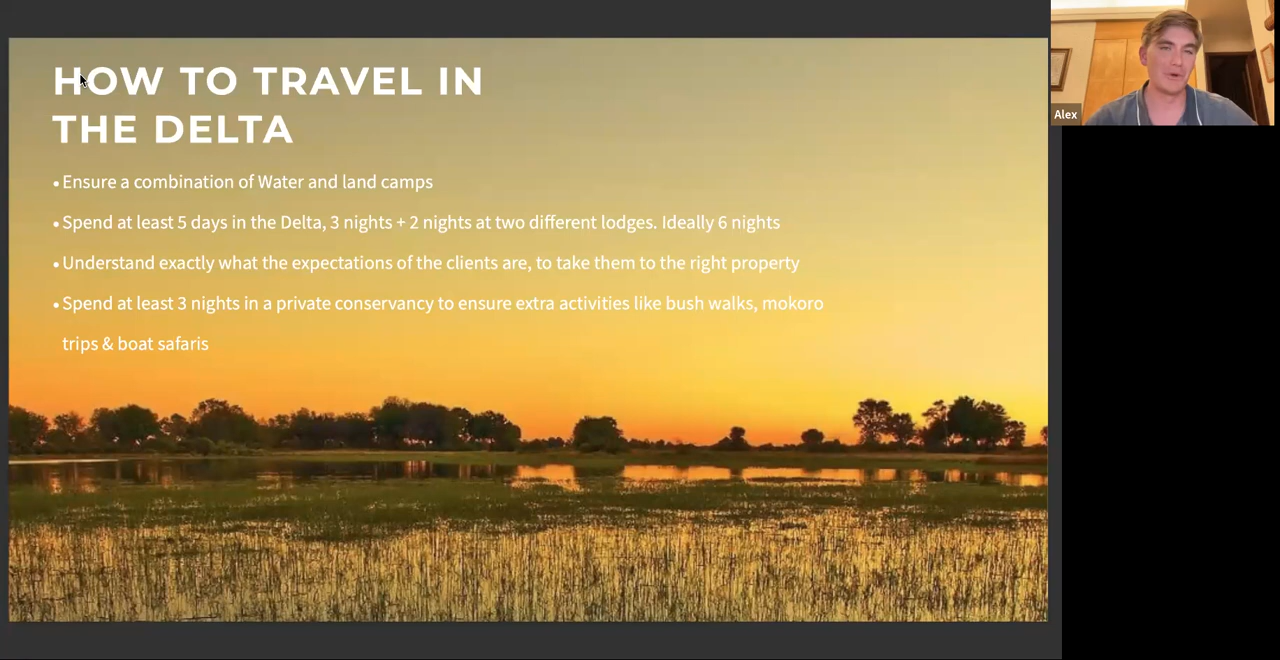 HOW TO TRAVEL IN
THE DELTA
• Ensure a combination of Water and land camps
• Spend at least 5 days in the Delta, 3 nights + 2 nights at two different lodges. Ideally 6 nights
• Understand exactly what the expectations of the clients are, to take them to the right property
• Spend at least 3 nights in a private conservancy to ensure extra activities like bush walks, mokoro
trips & boat safaris
Alex